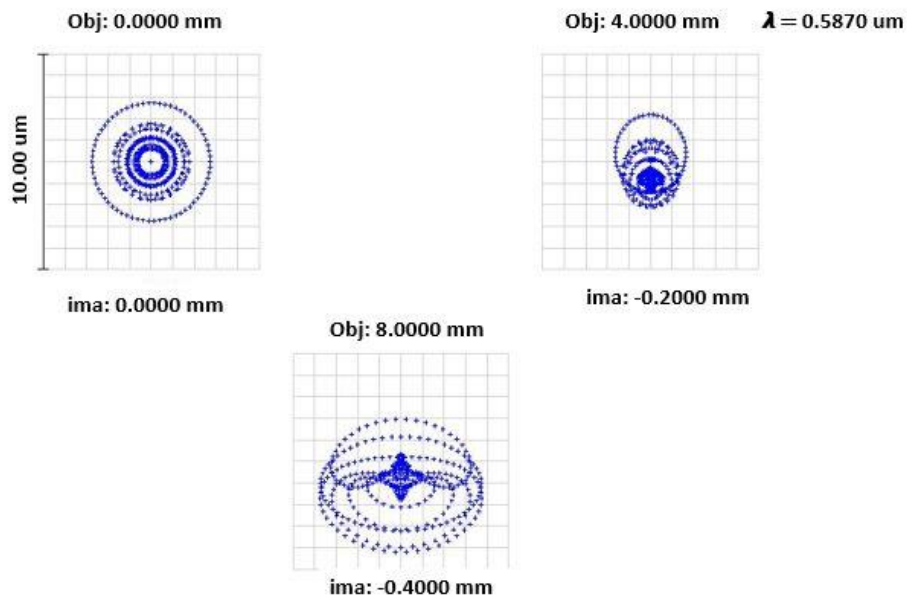 Obj: 0.0000 mm
Obj: 4.0000 mm
λ = 0.5870 um
10.00 um
ima: 0.0000 mm
ima: -0.2000 mm
Obj: 8.0000 mm
ima: -0.4000 mm